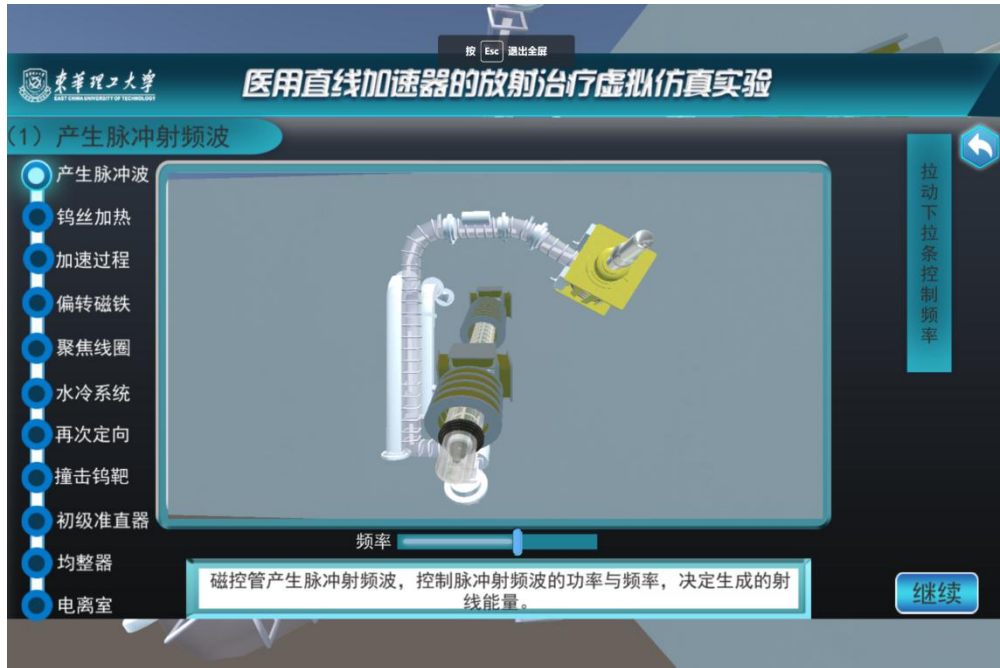 按 Esc 退出全屏
东华理工大学
EAST CHINA UNIVERSITY OF TECHNOLOGY
医用直线加速器的放射治疗虚拟仿真实验
(1)产生脉冲射频波
产生脉冲波
钨丝加热
加速过程
偏转磁铁
聚焦线圈
水冷系统
再次定向
撞击钨靶
初级准直器
均整器
电离室
拉动下拉条控制频率
频率
磁控管产生脉冲射频波，控制脉冲射频波的功率与频率，决定生成的射
线能量。
继续